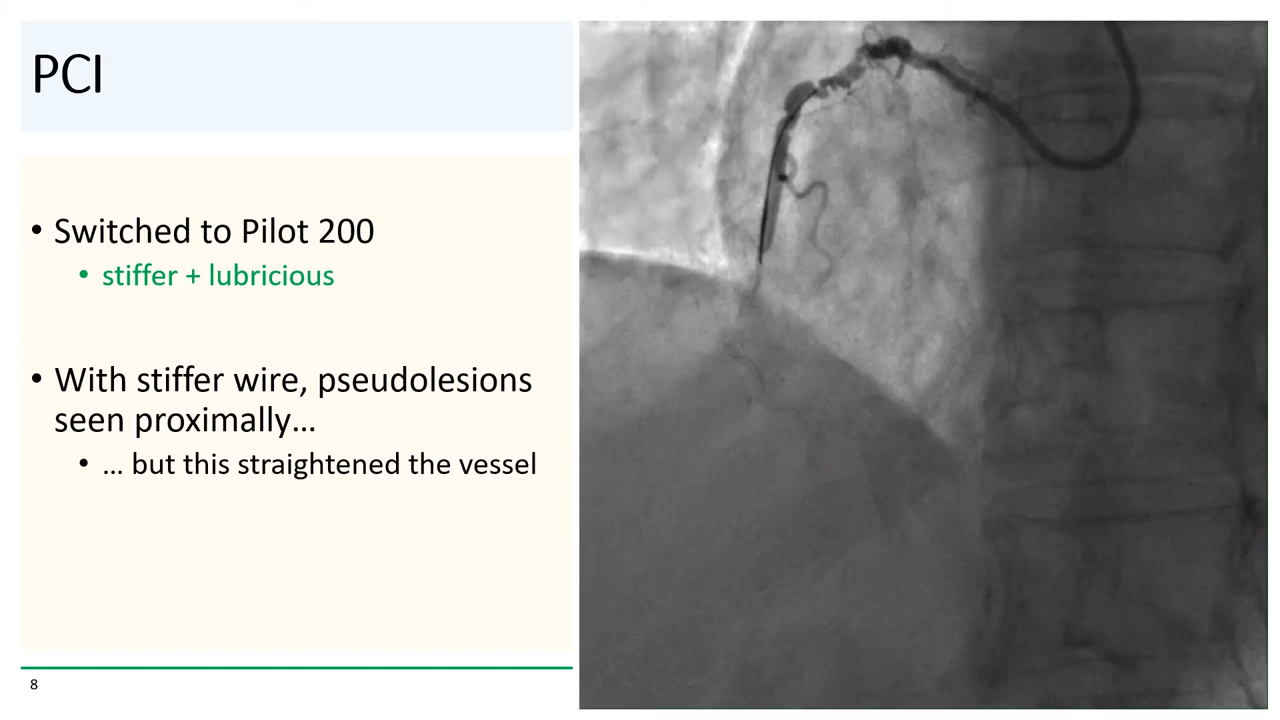 PCI
• Switched to Pilot 200
• stiffer + lubricious
• With stiffer wire, pseudolesions
seen proximally…
• … but this straightened the vessel
8